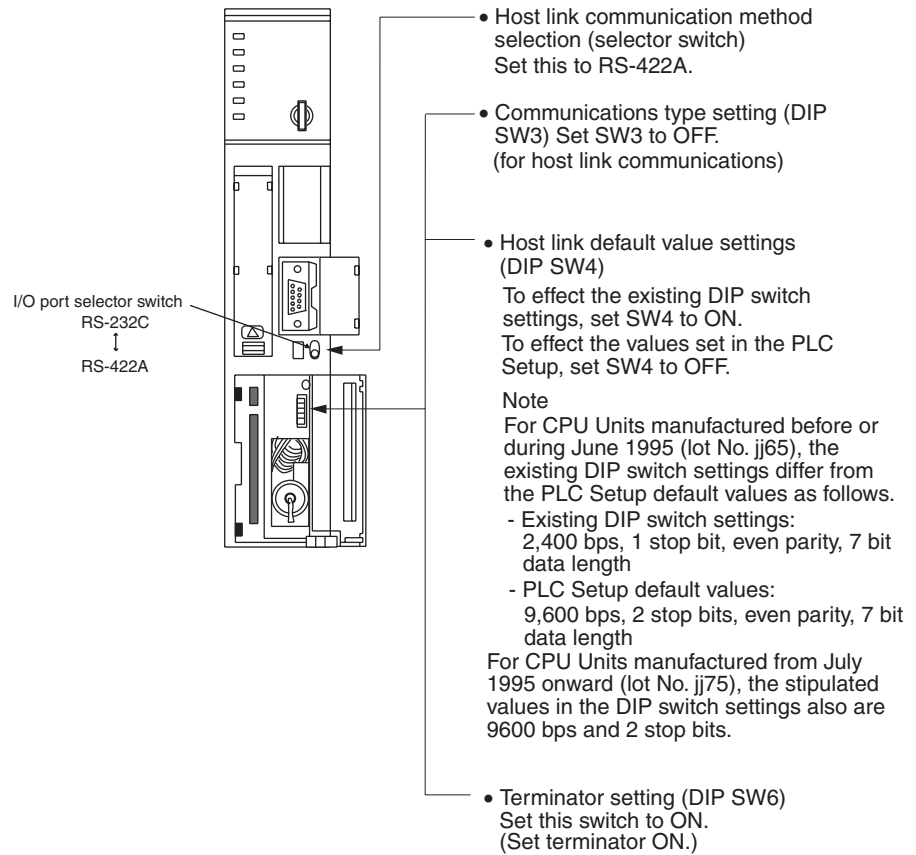 • Host link communication method
selection (selector switch)
Set this to RS-422A.
• Communications type setting (DIP
SW3) Set SW3 to OFF.
(for host link communications)
• Host link default value settings
(DIP SW4)
To effect the existing DIP switch
settings, set SW4 to ON.
To effect the values set in the PLC
Setup, set SW4 to OFF.
I/O port selector switch
RS-232C
RS-422A
Note
For CPU Units manufactured before or
during June 1995 (lot No. jj65), the
existing DIP switch settings differ from
the PLC Setup default values as follows.
- Existing DIP switch settings:
2,400 bps, 1 stop bit, even parity, 7 bit
data length
- PLC Setup default values:
9,600 bps, 2 stop bits, even parity, 7 bit
data length
For CPU Units manufactured from July
1995 onward (lot No. jj75), the stipulated
values in the DIP switch settings also are
9600 bps and 2 stop bits.
• Terminator setting (DIP SW6)
Set this switch to ON.
(Set terminator ON.)